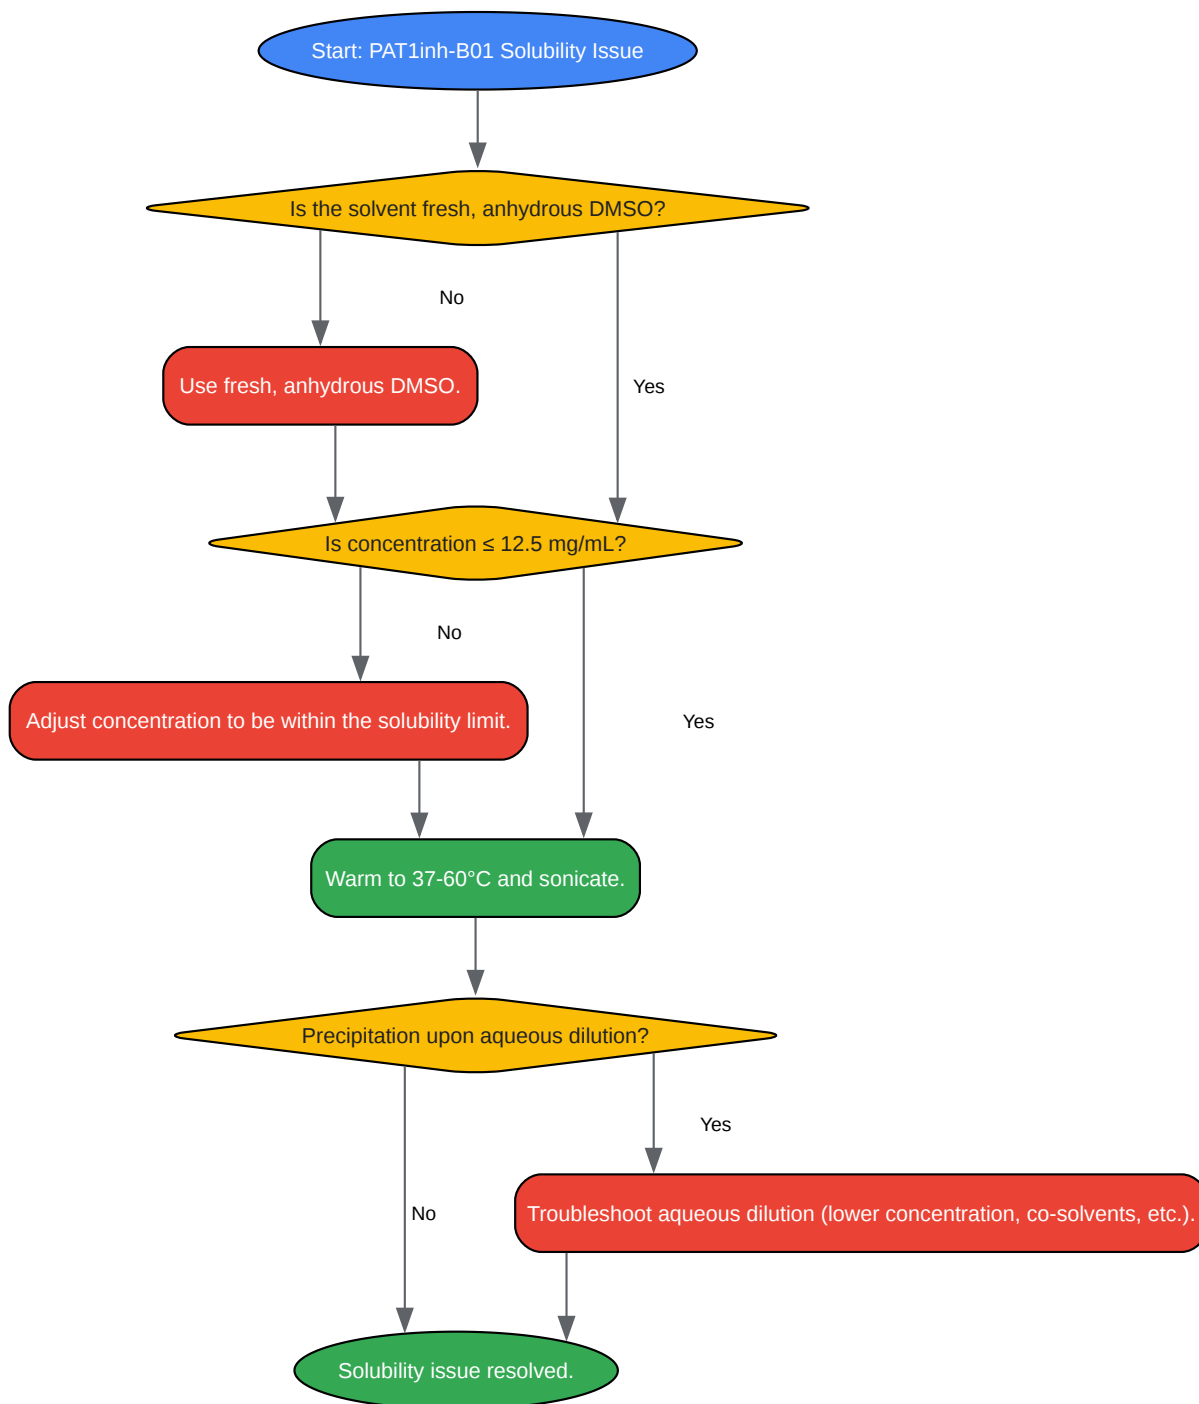 Start: PAT1inh-B01 Solubility Issue
Is the solvent fresh, anhydrous DMSO?
No
Use fresh, anhydrous DMSO.
Yes
Is concentration ≤ 12.5 mg/mL?
No
Adjust concentration to be within the solubility limit.
Yes
Warm to 37-60°C and sonicate.
Precipitation upon aqueous dilution?
Yes
No
Troubleshoot aqueous dilution (lower concentration, co-solvents, etc.).
Solubility issue resolved.